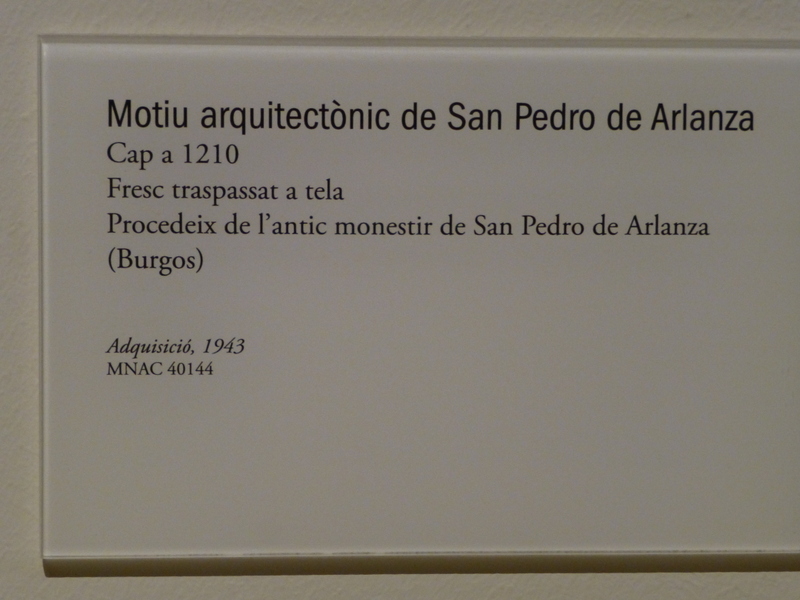 Motiu arquitectònic de San Pedro de Arlanza
Cap a 1210
Fresc traspassat a tela
Procedeix de l'antic monestir de San Pedro de Arlanza
(Burgos)
Adquisició, 1943
MNAC 40144